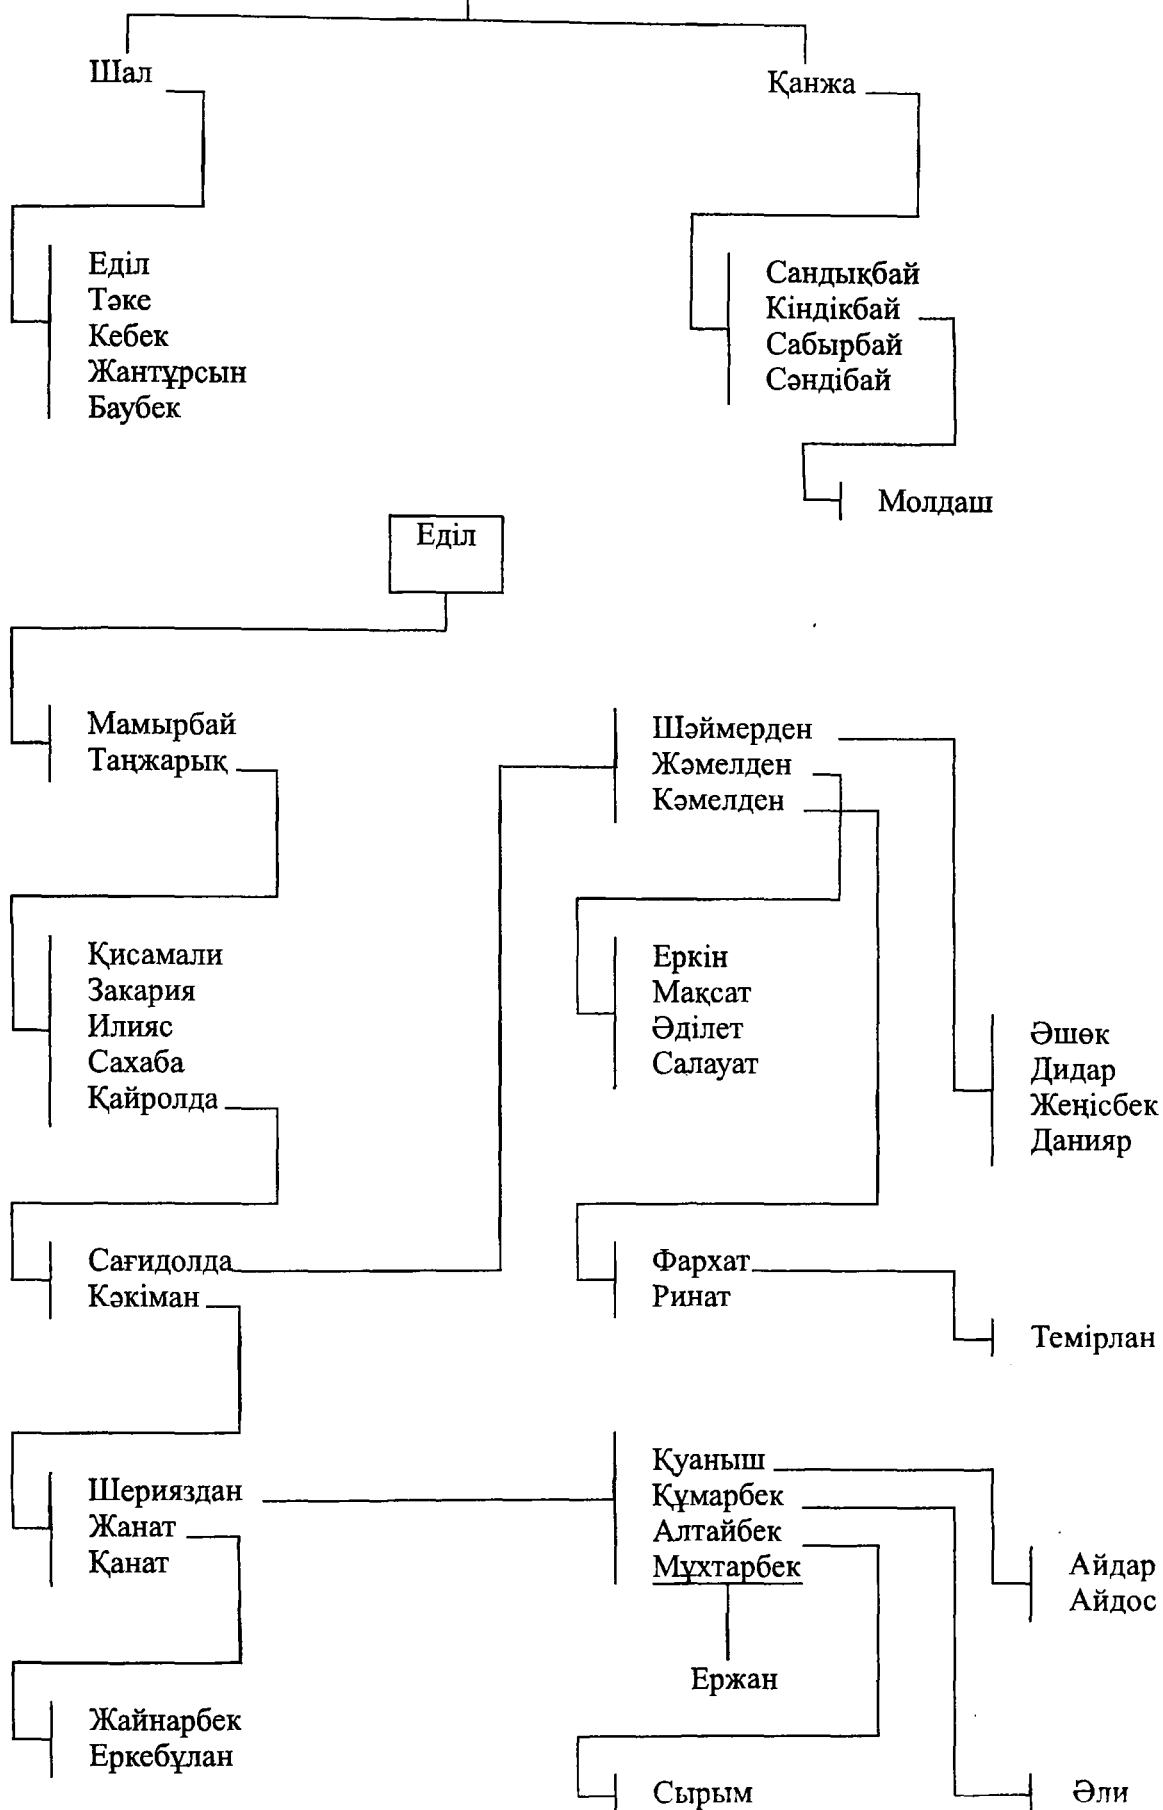 Шал
Қанжа
Еділ
Тәке
Кебек
Жантұрсын
Баубек
Сандықбай
Кіндікбай
Сабырбай
Сәндібай
Молдаш
Еділ
Мамырбай
Таңжарық
Шәймерден
Жәмелден
Кәмелден
Қисамали
Закария
Илияс
Сахаба
Қайролда
Еркін
Мақсат
Әділет
Салауат
Әшөк
Дидар
Жеңісбек
Данияр
Сағидолда
Кәкіман
Фархат
Ринат
Темірлан
Шерияздан
Жанат
Қанат
Қуаныш
Құмарбек
Алтайбек
Мұхтарбек
Айдар
Айдос
Ержан
Жайнарбек
Еркебұлан
Сырым
Әли